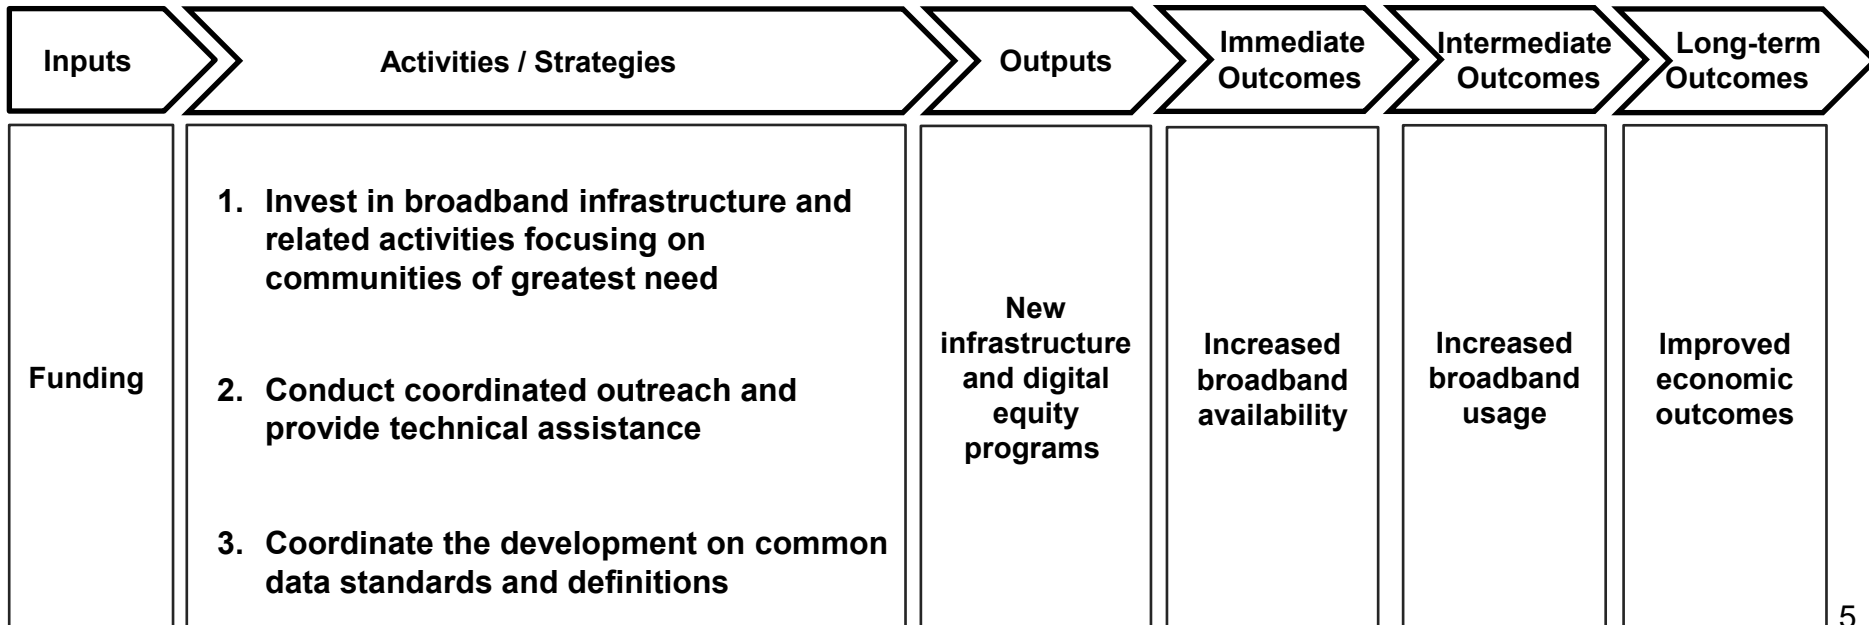 Inputs
Activities / Strategies
Outputs
Immediate
Outcomes
Intermediate
Outcomes
Long-term
Outcomes
Funding
1. Invest in broadband infrastructure and
related activities focusing on
communities of greatest need
2. Conduct coordinated outreach and
provide technical assistance
3. Coordinate the development on common
data standards and definitions
New
infrastructure
and digital
equity
programs
Increased
broadband
availability
Increased
broadband
usage
Improved
economic
outcomes
5